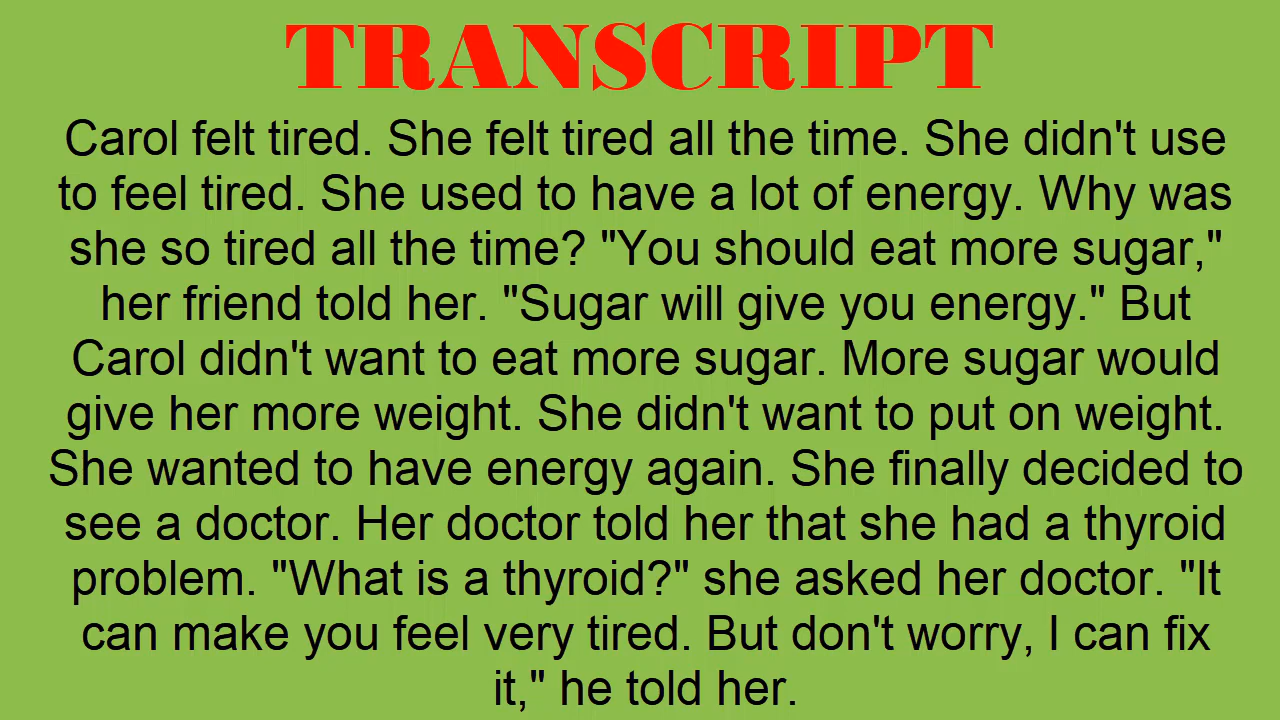 TRANSCRIPT
Carol felt tired. She felt tired all the time. She didn't use
to feel tired. She used to have a lot of energy. Why was
she so tired all the time? "You should eat more sugar,"
her friend told her. "Sugar will give you energy." But
Carol didn't want to eat more sugar. More sugar would
give her more weight. She didn't want to put on weight.
She wanted to have energy again. She finally decided to
see a doctor. Her doctor told her that she had a thyroid
problem. "What is a thyroid?" she asked her doctor. "It
can make you feel very tired. But don't worry, I can fix
it," he told her.